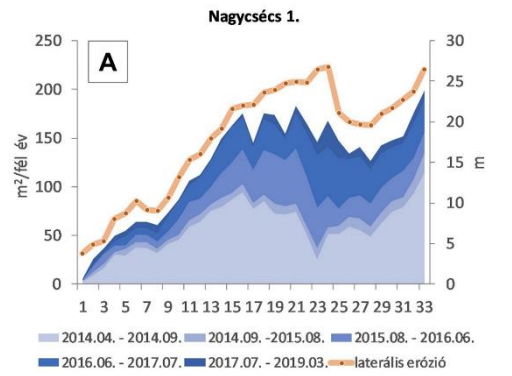 Nagycsécs 1.
A
250
200
150
100
50
0
m²/fél év
30
25
20
15
10
5
0
m
1 3 5 7 9 11 13 15 17 19 21 23 25 27 29 31 33
2014.04. - 2014.09. 2014.09. -2015.08. 2015.08. - 2016.06.
2016.06. - 2017.07. 2017.07. - 2019.03. laterális erózió